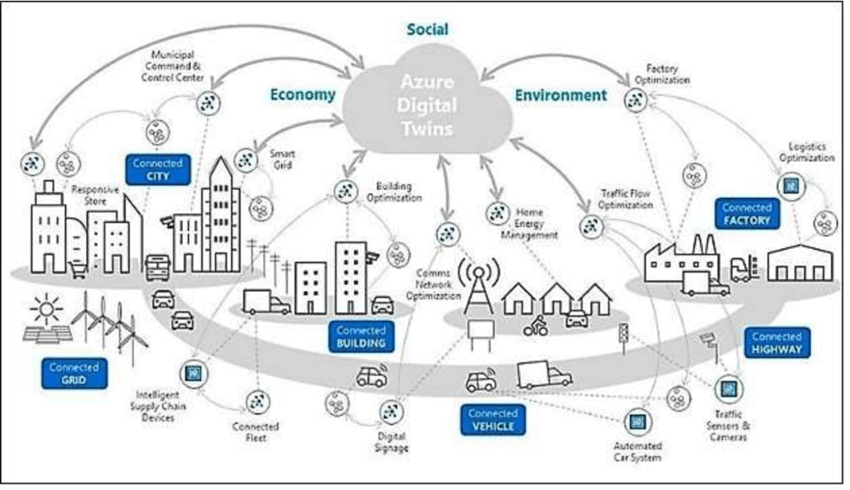 Social
Municipal
Command &
Control Center
Economy
Azure
Digital
Twins
Environment
Factory
Optimization
Connected
CITY
Smart
Grid
Logistics
Optimization
Responsive
Store
Building
Optimization
Home
Energy
Management
Traffic Flow
Optimization
Connected
FACTORY
Comms
Network
Optimization
Connected
BUILDING
Connected
HIGHWAY
Connected
GRID
Intelligent
Supply Chain
Devices
Connected
Fleet
Digital
Signage
Connected
VEHICLE
Automated
Car System
Traffic
Sensors &
Cameras